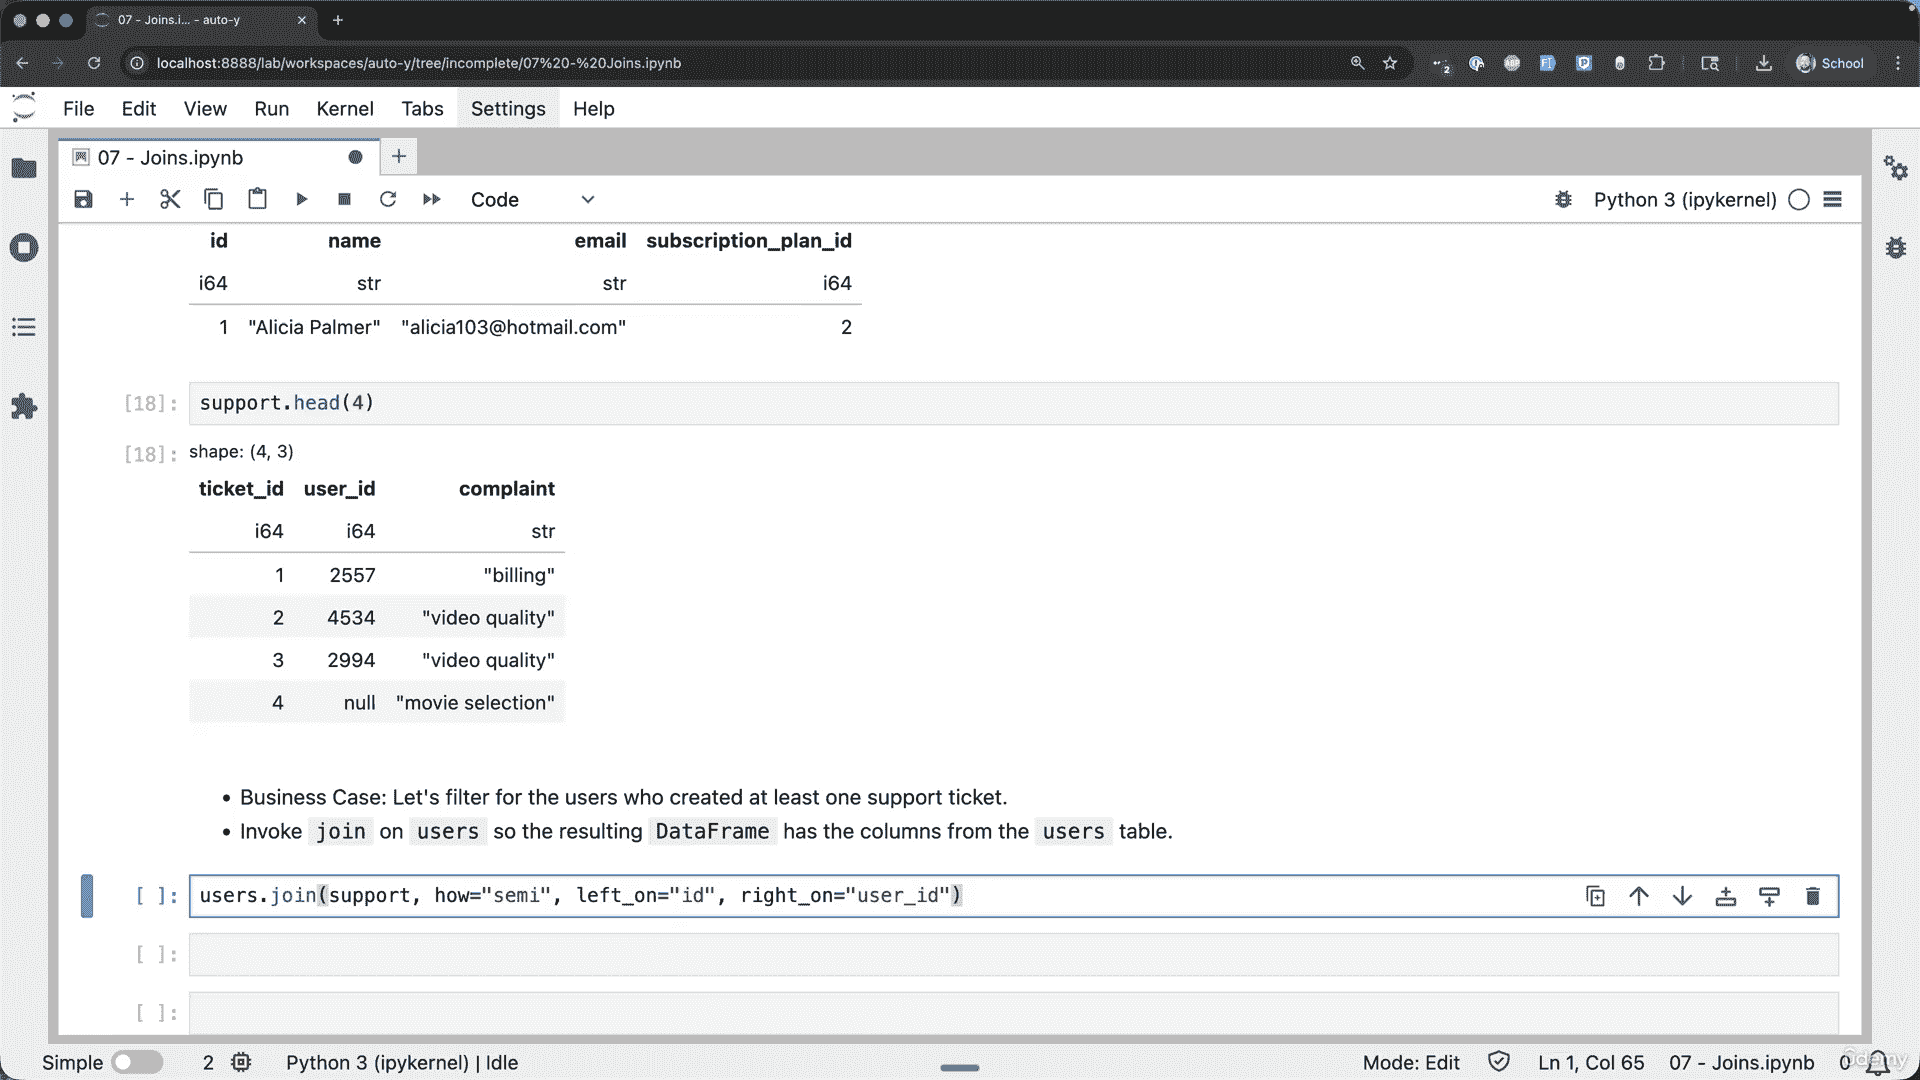 07 - Joins.i... - auto-y
localhost:8888/lab/workspaces/auto-y/tree/incomplete/07%20-%20Joins.ipynb
2
School
File Edit View Run Kernel Tabs Settings Help
07 - Joins.ipynb
Code
Python 3 (ipykernel)
id name email subscription_plan_id
i64 str str i64
1 "Alicia Palmer" "alicia103@hotmail.com" 2
[18]: support.head(4)
[18]: shape: (4, 3)
ticket_id user_id complaint
i64 i64 str
1 2557 "billing"
2 4534 "video quality"
3 2994 "video quality"
4 null "movie selection"
• Business Case: Let's filter for the users who created at least one support ticket.
• Invoke join on users so the resulting DataFrame has the columns from the users table.
[ ]: users.join(support, how="semi", left_on="id", right_on="user_id")
[ ]:
[ ]:
Simple 2 Python 3 (ipykernel) | Idle Mode: Edit Ln 1, Col 65 07 - Joins.ipynb 0
udemy